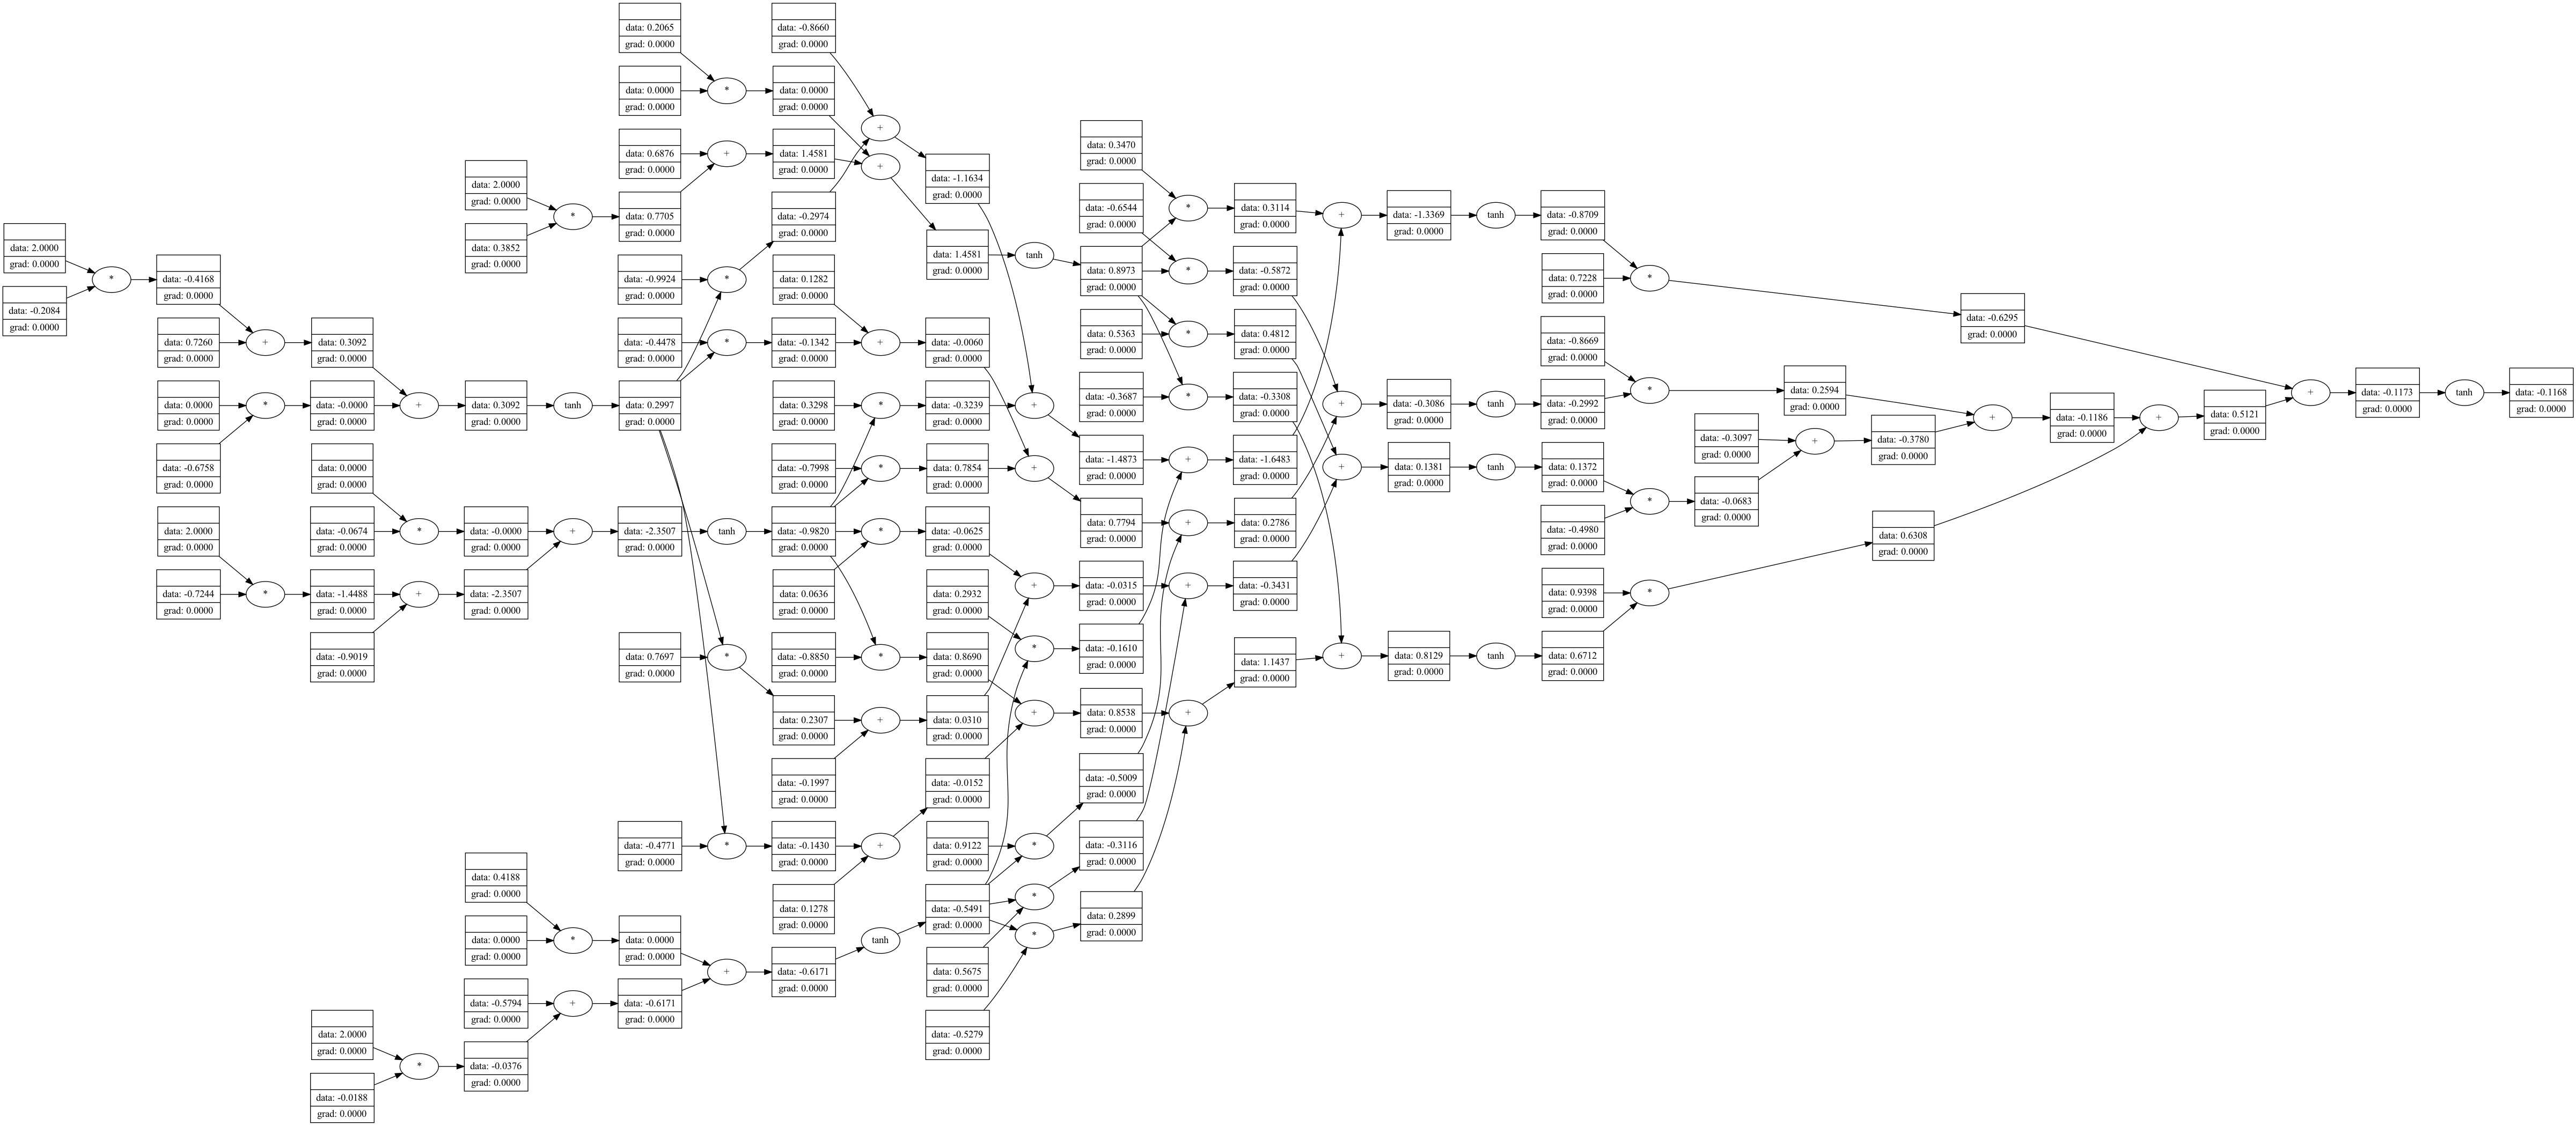 data: 2.0000
grad: 0.0000
data: -0.2084
grad: 0.0000
*
data: -0.4168
grad: 0.0000
data: 0.7260
grad: 0.0000
data: 0.0000
grad: 0.0000
data: -0.6758
grad: 0.0000
data: 2.0000
grad: 0.0000
data: -0.7244
grad: 0.0000
+
*
*
data: 0.3092
grad: 0.0000
data: -0.0000
grad: 0.0000
data: 0.0000
grad: 0.0000
data: -0.0674
grad: 0.0000
data: -1.4488
grad: 0.0000
data: -0.9019
grad: 0.0000
data: 2.0000
grad: 0.0000
data: -0.0188
grad: 0.0000
+
*
+
*
data: 2.0000
grad: 0.0000
data: 0.3852
grad: 0.0000
data: 0.3092
grad: 0.0000
data: -0.0000
grad: 0.0000
data: -2.3507
grad: 0.0000
data: 0.4188
grad: 0.0000
data: 0.0000
grad: 0.0000
data: -0.5794
grad: 0.0000
data: -0.0376
grad: 0.0000
*
tanh
+
*
+
data: 0.2065
grad: 0.0000
data: 0.0000
grad: 0.0000
data: 0.6876
grad: 0.0000
data: 0.7705
grad: 0.0000
data: -0.9924
grad: 0.0000
data: -0.4478
grad: 0.0000
data: 0.2997
grad: 0.0000
data: -2.3507
grad: 0.0000
data: 0.7697
grad: 0.0000
data: -0.4771
grad: 0.0000
data: 0.0000
grad: 0.0000
data: -0.6171
grad: 0.0000
*
+
*
*
tanh
*
*
+
data: -0.8660
grad: 0.0000
data: 0.0000
grad: 0.0000
data: 1.4581
grad: 0.0000
data: -0.2974
grad: 0.0000
data: 0.1282
grad: 0.0000
data: -0.1342
grad: 0.0000
data: 0.3298
grad: 0.0000
data: -0.7998
grad: 0.0000
data: -0.9820
grad: 0.0000
data: 0.0636
grad: 0.0000
data: -0.8850
grad: 0.0000
data: 0.2307
grad: 0.0000
data: -0.1997
grad: 0.0000
data: -0.1430
grad: 0.0000
data: 0.1278
grad: 0.0000
data: -0.6171
grad: 0.0000
+
+
+
*
*
*
*
+
+
tanh
data: -1.1634
grad: 0.0000
data: 1.4581
grad: 0.0000
data: -0.0060
grad: 0.0000
data: -0.3239
grad: 0.0000
data: 0.7854
grad: 0.0000
data: -0.0625
grad: 0.0000
data: 0.2932
grad: 0.0000
data: 0.8690
grad: 0.0000
data: 0.0310
grad: 0.0000
data: -0.0152
grad: 0.0000
data: 0.9122
grad: 0.0000
data: -0.5491
grad: 0.0000
data: 0.5675
grad: 0.0000
data: -0.5279
grad: 0.0000
tanh
+
+
+
*
+
*
*
*
data: 0.3470
grad: 0.0000
data: -0.6544
grad: 0.0000
data: 0.8973
grad: 0.0000
data: 0.5363
grad: 0.0000
data: -0.3687
grad: 0.0000
data: -1.4873
grad: 0.0000
data: 0.7794
grad: 0.0000
data: -0.0315
grad: 0.0000
data: -0.1610
grad: 0.0000
data: 0.8538
grad: 0.0000
data: -0.5009
grad: 0.0000
data: -0.3116
grad: 0.0000
data: 0.2899
grad: 0.0000
*
*
*
*
+
+
+
+
data: 0.3114
grad: 0.0000
data: -0.5872
grad: 0.0000
data: 0.4812
grad: 0.0000
data: -0.3308
grad: 0.0000
data: -1.6483
grad: 0.0000
data: 0.2786
grad: 0.0000
data: -0.3431
grad: 0.0000
data: 1.1437
grad: 0.0000
+
+
+
+
data: -1.3369
grad: 0.0000
data: -0.3086
grad: 0.0000
data: 0.1381
grad: 0.0000
data: 0.8129
grad: 0.0000
tanh
tanh
tanh
tanh
data: -0.8709
grad: 0.0000
data: 0.7228
grad: 0.0000
data: -0.8669
grad: 0.0000
data: -0.2992
grad: 0.0000
data: 0.1372
grad: 0.0000
data: -0.4980
grad: 0.0000
data: 0.9398
grad: 0.0000
data: 0.6712
grad: 0.0000
*
*
*
*
data: -0.3097
grad: 0.0000
data: -0.0683
grad: 0.0000
data: 0.2594
grad: 0.0000
+
data: -0.3780
grad: 0.0000
data: 0.6308
grad: 0.0000
data: -0.6295
grad: 0.0000
+
data: -0.1186
grad: 0.0000
+
data: 0.5121
grad: 0.0000
+
data: -0.1173
grad: 0.0000
tanh
data: -0.1168
grad: 0.0000